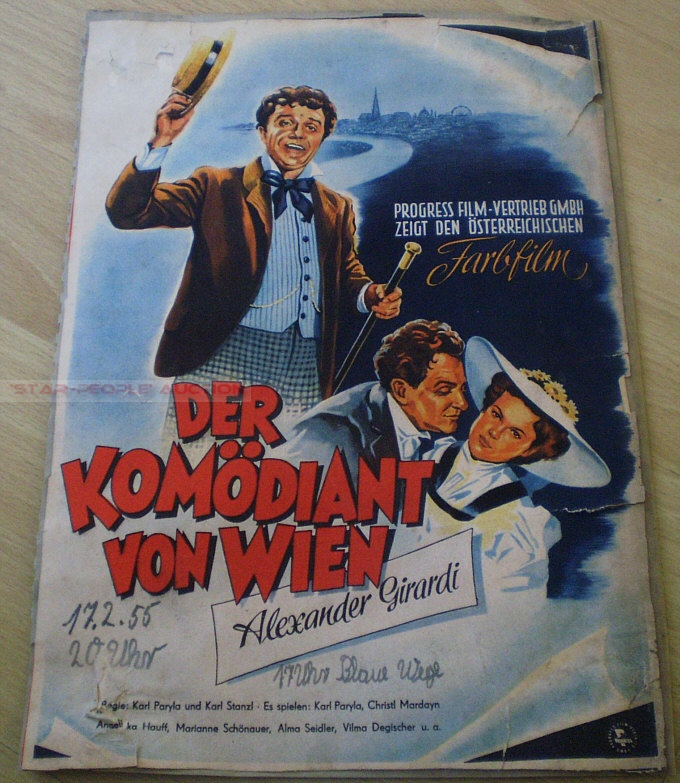 PROGRESS FILM-VERTRIEB GMBH
ZEIGT DEN ÖSTERREICHISCHEN
Farbfilm
"STAR-PEOPLE" AUCTION
DER
KOMÖDIANT
VON WIEN
Alexander Girardi
17.2.55
20 Uhr
17 Uhr Blaue Wege
Regie: Karl Paryla und Karl Stanzl · Es spielen: Karl Paryla, Christl Mardayn
Angelika Hauff, Marianne Schönauer, Alma Seidler, Vilma Degischer u. a.